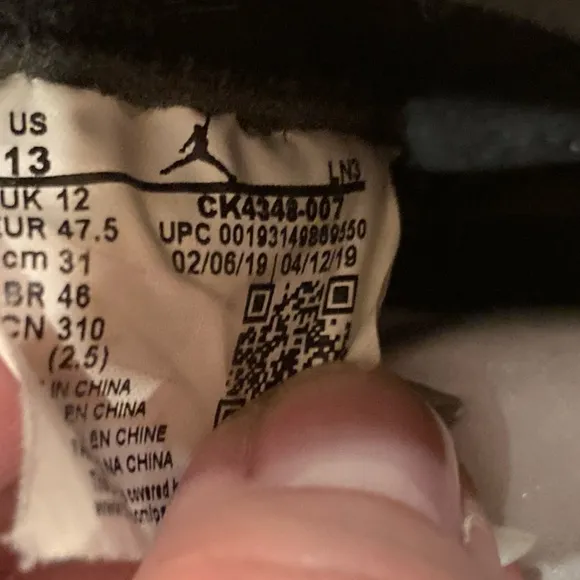 US
13
LN3
UK 12
CK4348-007
EUR 47.5
UPC 00193149869550
cm 31
02/06/19 04/12/19
BR 46
CN 310
(2.5)
IN CHINA
EN CHINA
EN CHINE
NA CHINA
covered